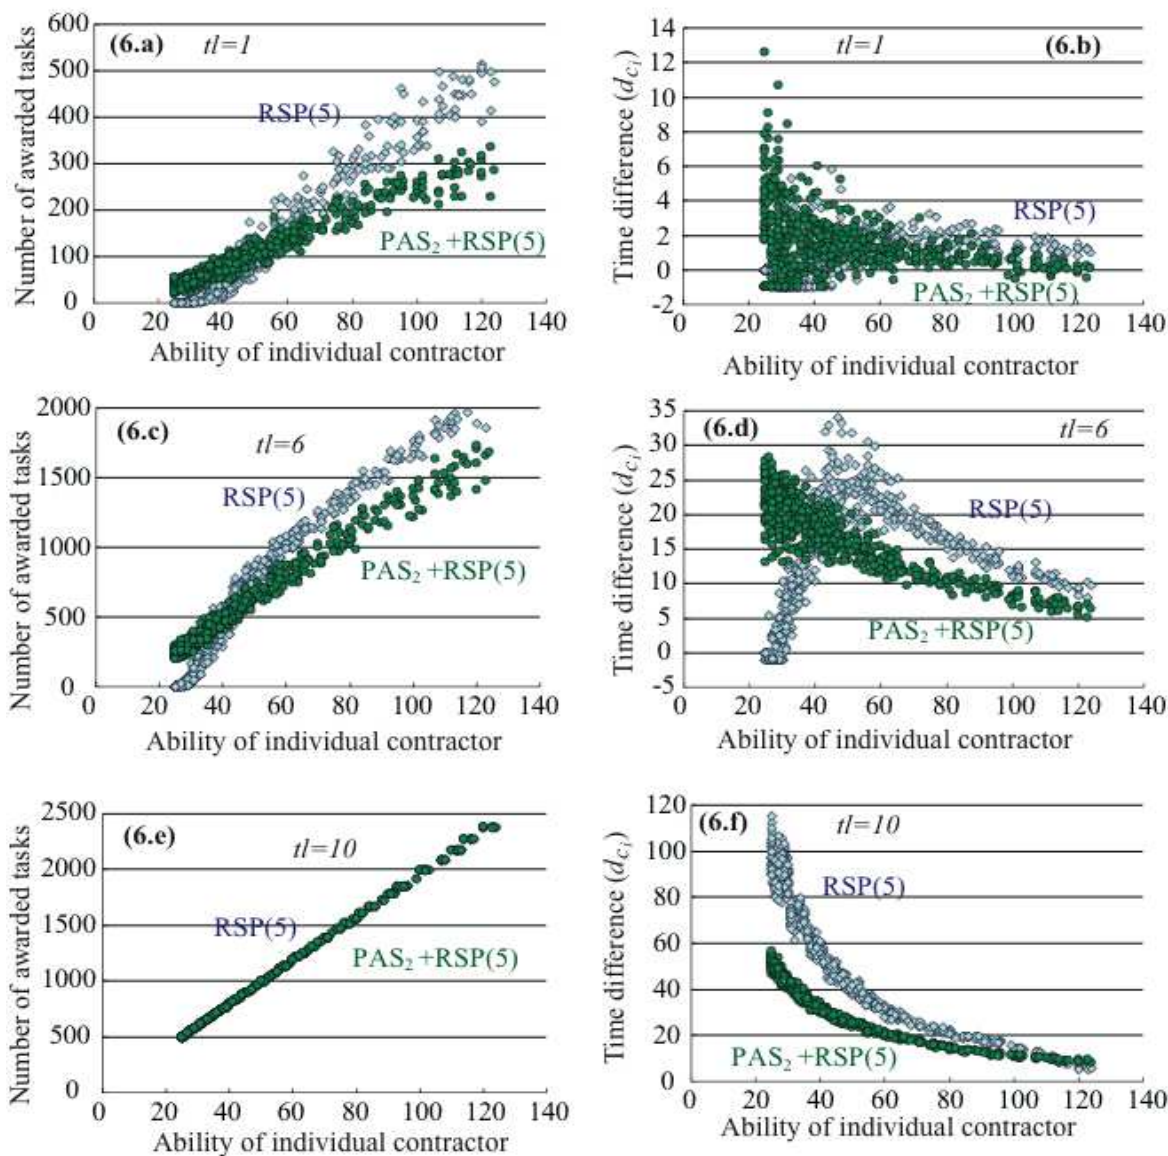 (6.a) tl=1
Number of awarded tasks
600
500
400
300
200
100
0
RSP(5)
PAS₂ +RSP(5)
0 20 40 60 80 100 120 140
Ability of individual contractor
tl=1 (6.b)
Time difference (d_{c_i})
14
12
10
8
6
4
2
0
-2
RSP(5)
PAS₂ +RSP(5)
0 20 40 60 80 100 120 140
Ability of individual contractor
(6.c)
tl=6
Number of awarded tasks
2000
1500
1000
500
0
RSP(5)
PAS₂ +RSP(5)
0 20 40 60 80 100 120 140
Ability of individual contractor
(6.d) tl=6
Time difference (d_{c_i})
35
30
25
20
15
10
5
0
-5
RSP(5)
PAS₂ +RSP(5)
0 20 40 60 80 100 120 140
Ability of individual contractor
(6.e)
tl=10
Number of awarded tasks
2500
2000
1500
1000
500
0
RSP(5)
PAS₂ +RSP(5)
0 20 40 60 80 100 120 140
Ability of individual contractor
(6.f) tl=10
Time difference (d_{c_i})
120
100
80
60
40
20
0
RSP(5)
PAS₂ +RSP(5)
0 20 40 60 80 100 120 140
Ability of individual contractor